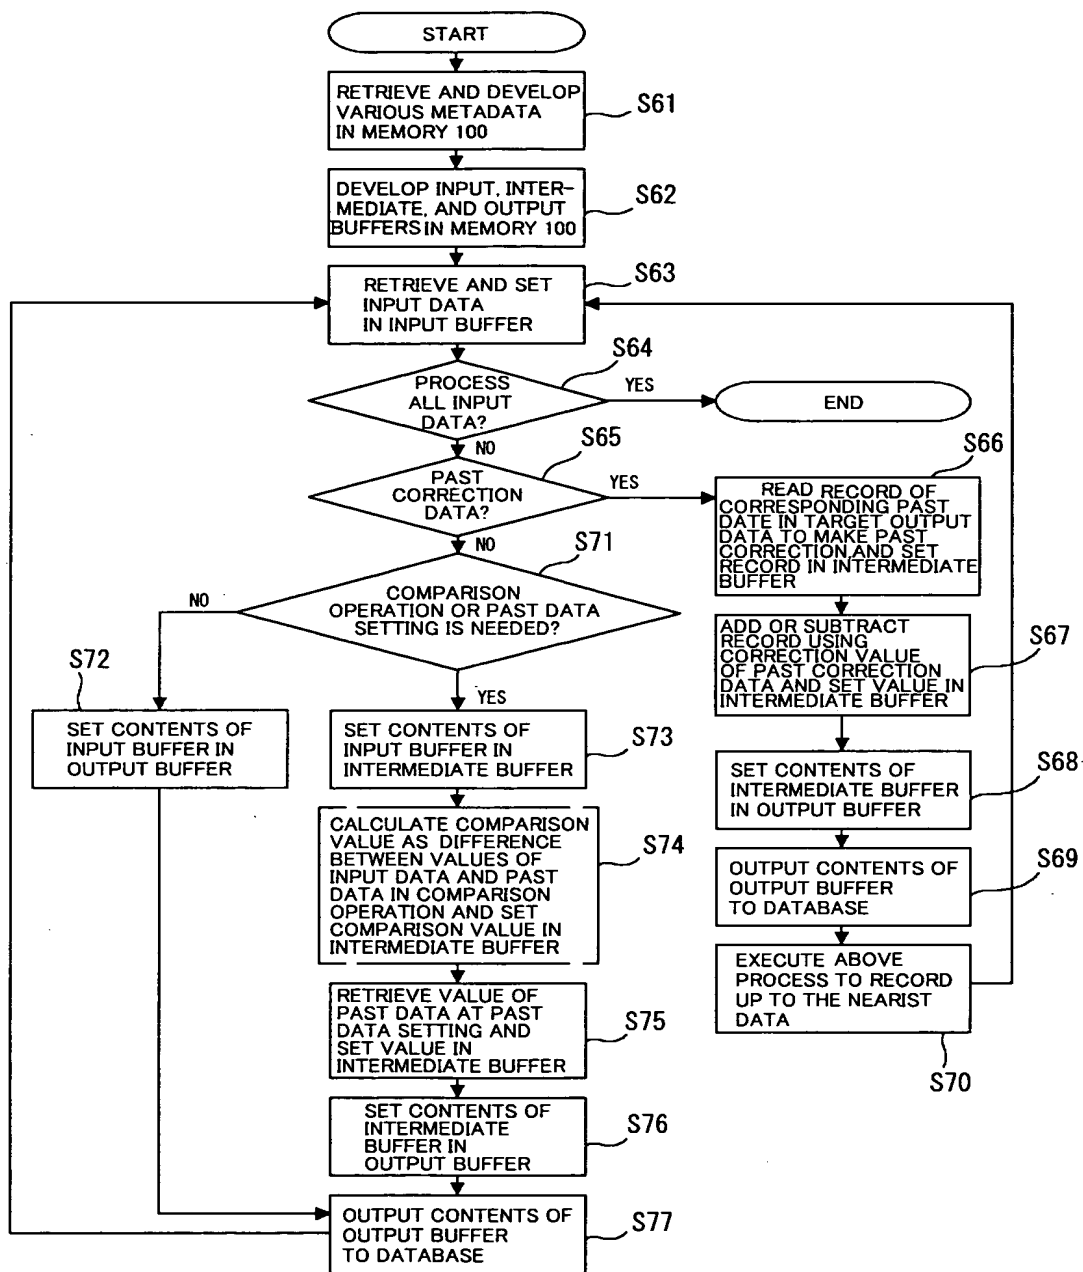 START
RETRIEVE AND DEVELOP
VARIOUS METADATA
IN MEMORY 100
S61
DEVELOP INPUT, INTER-
MEDIATE, AND OUTPUT
BUFFERS IN MEMORY 100
S62
RETRIEVE AND SET
INPUT DATA
IN INPUT BUFFER
S63
PROCESS
ALL INPUT
DATA?
S64
YES
END
NO
PAST
CORRECTION
DATA?
S65
YES
READ RECORD OF
CORRESPONDING PAST
DATE IN TARGET OUTPUT
DATA TO MAKE PAST
CORRECTION AND SET
RECORD IN INTERMEDIATE
BUFFER
S66
ADD OR SUBTRACT
RECORD USING
CORRECTION VALUE
OF PAST CORRECTION
DATA AND SET VALUE IN
INTERMEDIATE BUFFER
S67
SET CONTENTS OF
INTERMEDIATE BUFFER
IN OUTPUT BUFFER
S68
OUTPUT CONTENTS OF
OUTPUT BUFFER
TO DATABASE
S69
EXECUTE ABOVE
PROCESS TO RECORD
UP TO THE NEARIST
DATA
S70
NO
COMPARISON
OPERATION OR PAST DATA
SETTING IS NEEDED?
S71
NO
S72
SET CONTENTS OF
INPUT BUFFER IN
OUTPUT BUFFER
YES
SET CONTENTS OF
INPUT BUFFER IN
INTERMEDIATE BUFFER
S73
CALCULATE COMPARISON
VALUE AS DIFFERENCE
BETWEEN VALUES OF
INPUT DATA AND PAST
DATA IN COMPARISON
OPERATION AND SET
COMPARISON VALUE IN
INTERMEDIATE BUFFER
S74
RETRIEVE VALUE OF
PAST DATA AT PAST
DATA SETTING AND
SET VALUE IN
INTERMEDIATE BUFFER
S75
SET CONTENTS OF
INTERMEDIATE
BUFFER IN
OUTPUT BUFFER
S76
OUTPUT CONTENTS OF
OUTPUT BUFFER
TO DATABASE
S77